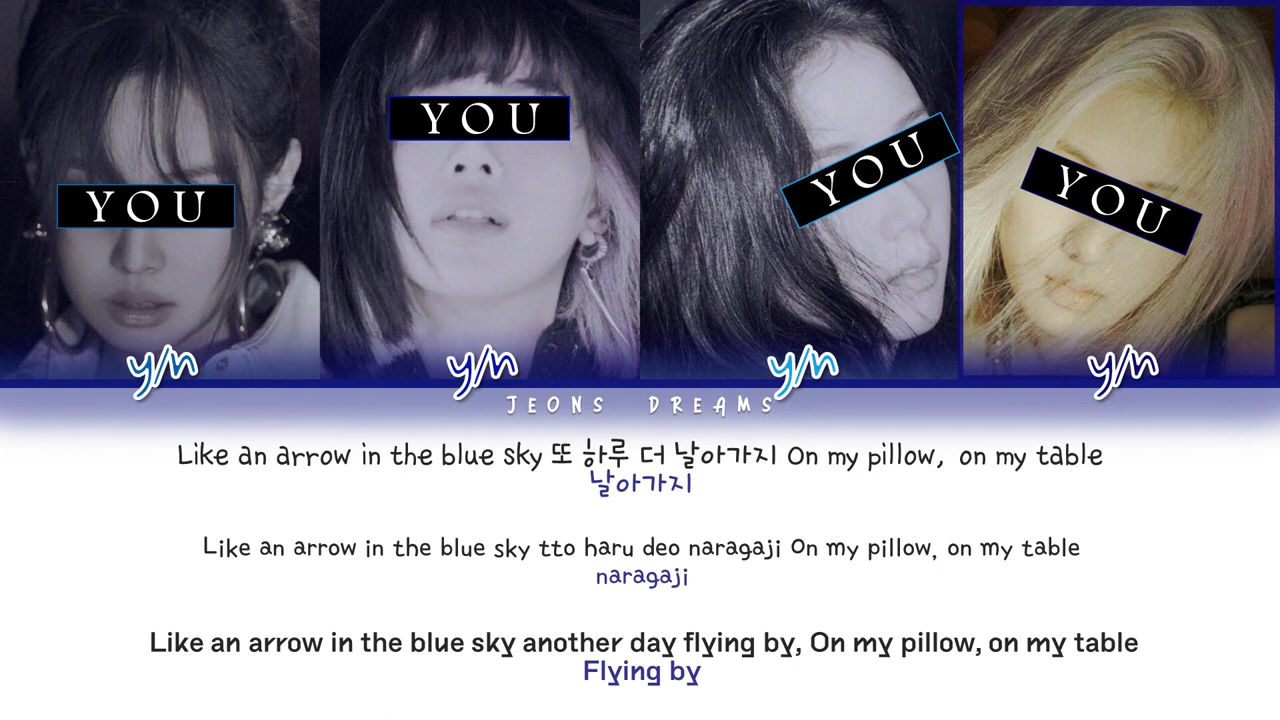 YOU
YOU
YOU
YOU
y/n
y/n
y/n
y/n
JEONS DREAMS
Like an arrow in the blue sky 또 하루 더 날아가지 On my pillow, on my table
날아가지
Like an arrow in the blue sky tto haru deo naragaji On my pillow, on my table
naragaji
Like an arrow in the blue sky another day flying by, On my pillow, on my table
Flying by